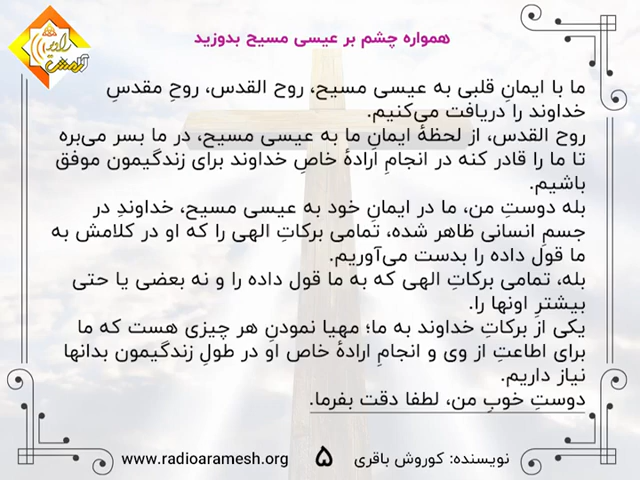 رادیو
آرامش
همواره چشم بر عیسی مسیح بدوزید
ما با ایمانِ قلبی به عیسی مسیح، روح القدس، روحِ مقدسِ
خداوند را دریافت می‌کنیم.
روح القدس، از لحظهٔ ایمانِ ما به عیسی مسیح، در ما بسر می‌بره
تا ما را قادر کنه در انجامِ ارادهٔ خاصِ خداوند برای زندگیمون موفق
باشیم.
بله دوستِ من، ما در ایمانِ خود به عیسی مسیح، خداوندِ در
جسمِ انسانی ظاهر شده، تمامی برکاتِ الهی را که او در کلامش به
ما قول داده را بدست می‌آوریم.
بله، تمامی برکاتِ الهی که به ما قول داده را و نه بعضی یا حتی
بیشترِ اونها را.
یکی از برکاتِ خداوند به ما؛ مهیا نمودنِ هر چیزی هست که ما
برای اطاعتِ از وی و انجامِ ارادهٔ خاص او در طولِ زندگیمون بدانها
نیاز داریم.
دوستِ خوبِ من، لطفا دقت بفرما.
نویسنده: کوروش باقری ۵ www.radioaramesh.org